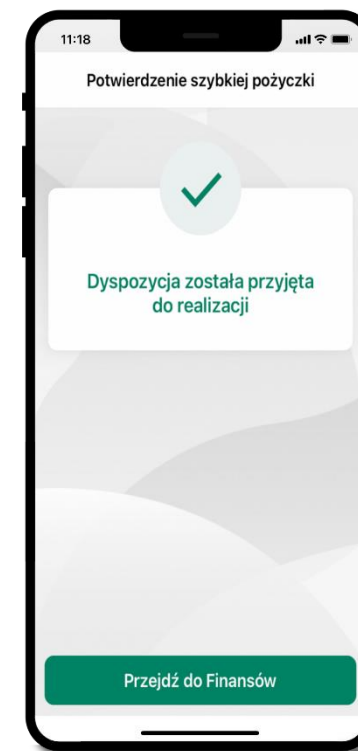 11:18
Potwierdzenie szybkiej pożyczki
Dyspozycja została przyjęta
do realizacji
Przejdź do Finansów